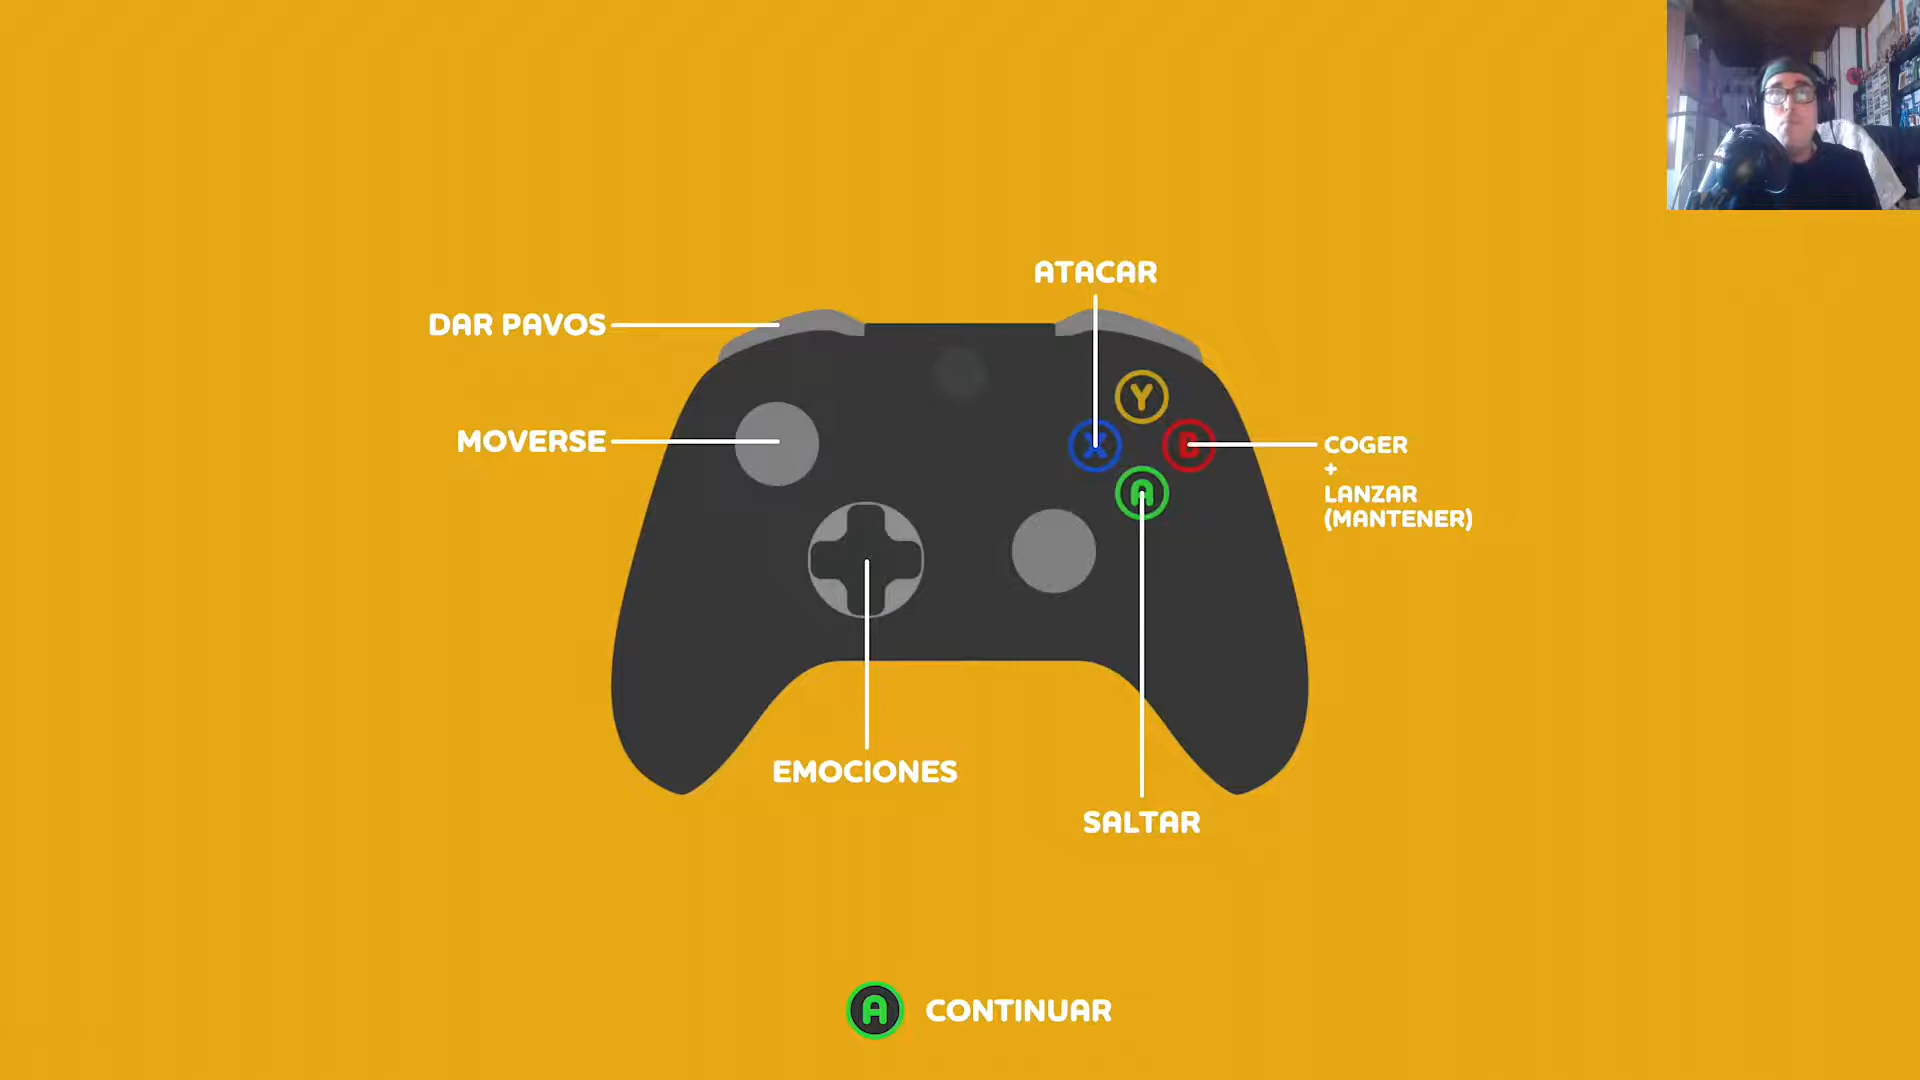 ATACAR
DAR PAVOS
MOVERSE
Y
X
B
A
COGER
+
LANZAR
(MANTENER)
EMOCIONES
SALTAR
A CONTINUAR